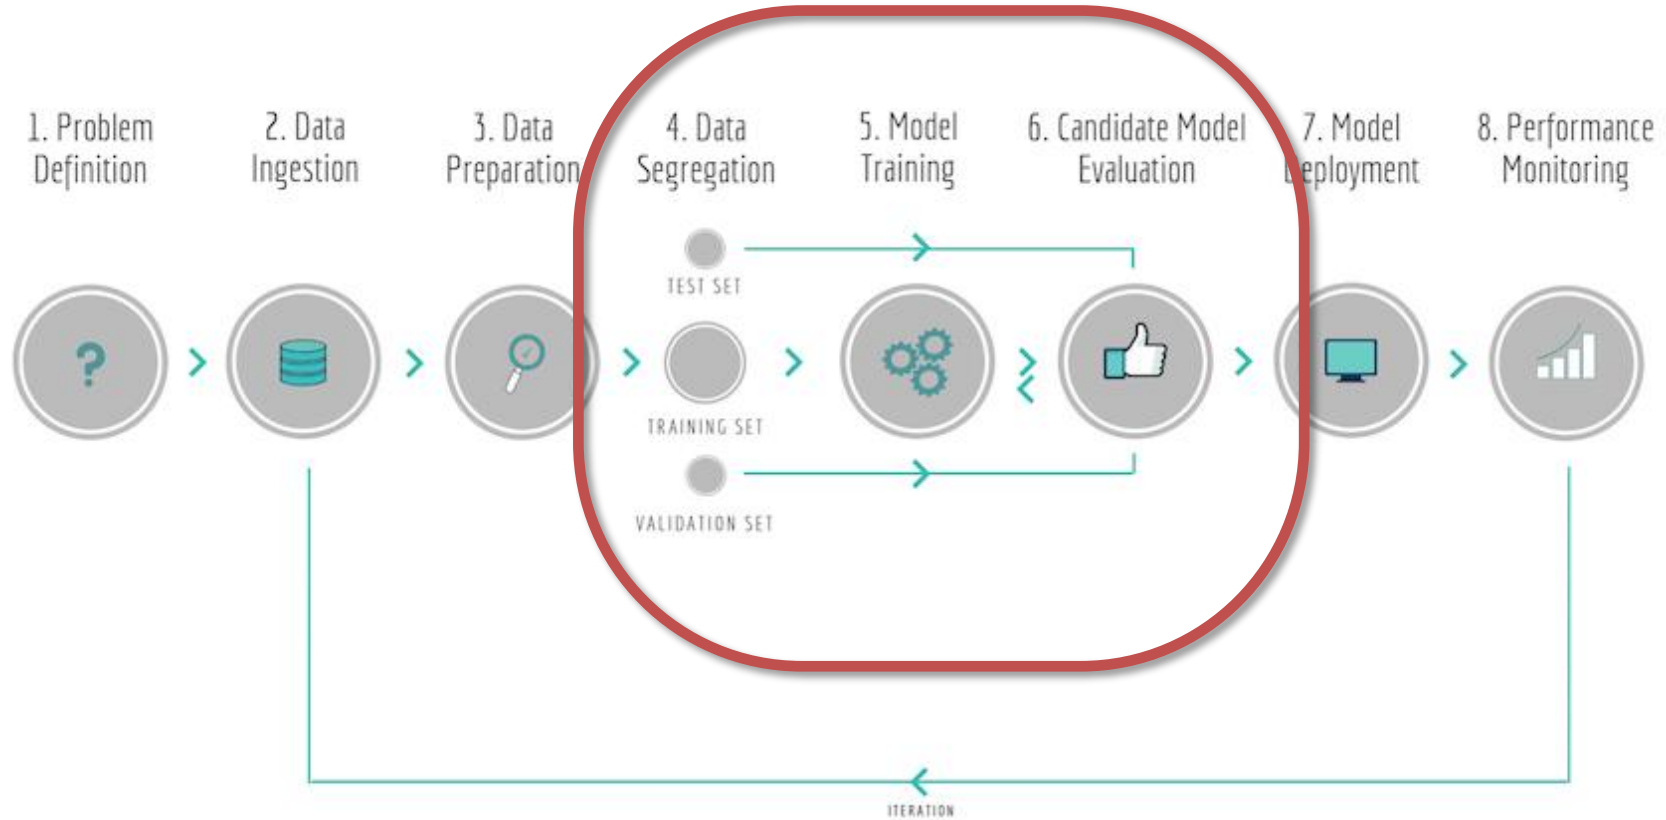 1. Problem
Definition
2. Data
Ingestion
3. Data
Preparation
4. Data
Segregation
5. Model
Training
6. Candidate Model
Evaluation
7. Model
Deployment
8. Performance
Monitoring
TEST SET
?
TRAINING SET
VALIDATION SET
ITERATION